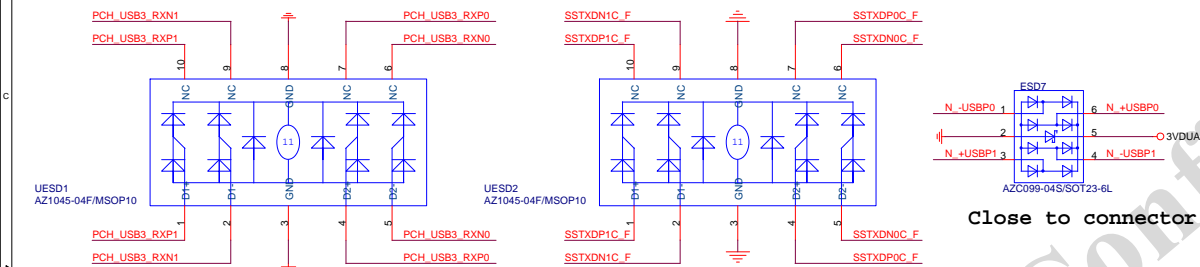 PCH_USB3_RXN1
PCH_USB3_RXP0
SSTXDN1C_F
SSTXDP0C_F
PCH_USB3_RXP1
PCH_USB3_RXN0
SSTXDP1C_F
SSTXDN0C_F
10 9 8 7 6
10 9 8 7 6
NC NC GND NC NC
NC NC GND NC NC
C
ESD7
N_-USBP0 1 6 N_+USBP0
2 5 3VDUA
N_+USBP1 3 4 N_-USBP1
AZC099-04S/SOT23-6L
Close to connector
11
11
UESD1
AZ1045-04F/MSOP10
UESD2
AZ1045-04F/MSOP10
D1+ D1- GND D2+ D2-
D1+ D1- GND D2+ D2-
1 2 3 4 5
1 2 3 4 5
PCH_USB3_RXP1
PCH_USB3_RXN0
SSTXDP1C_F
SSTXDN0C_F
PCH_USB3_RXN1
PCH_USB3_RXP0
SSTXDN1C_F
SSTXDP0C_F
Conf